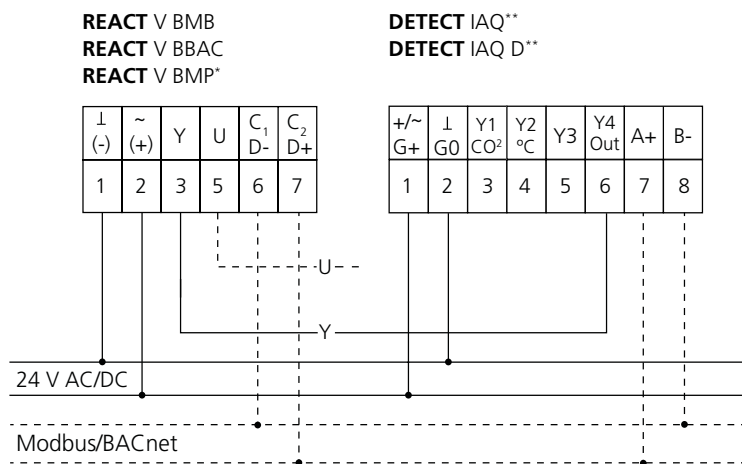 REACT V BMB
REACT V BBAC
REACT V BMP*
DETECT IAQ**
DETECT IAQ D**
⊥ (-) ~ (+) Y U C₁ D- C₂ D+
1 2 3 5 6 7
+/~ G+ ⊥ G0 Y1 CO² Y2 ºC Y3 Y4 Out A+ B-
1 2 3 4 5 6 7 8
U
Y
24 V AC/DC
Modbus/BACnet